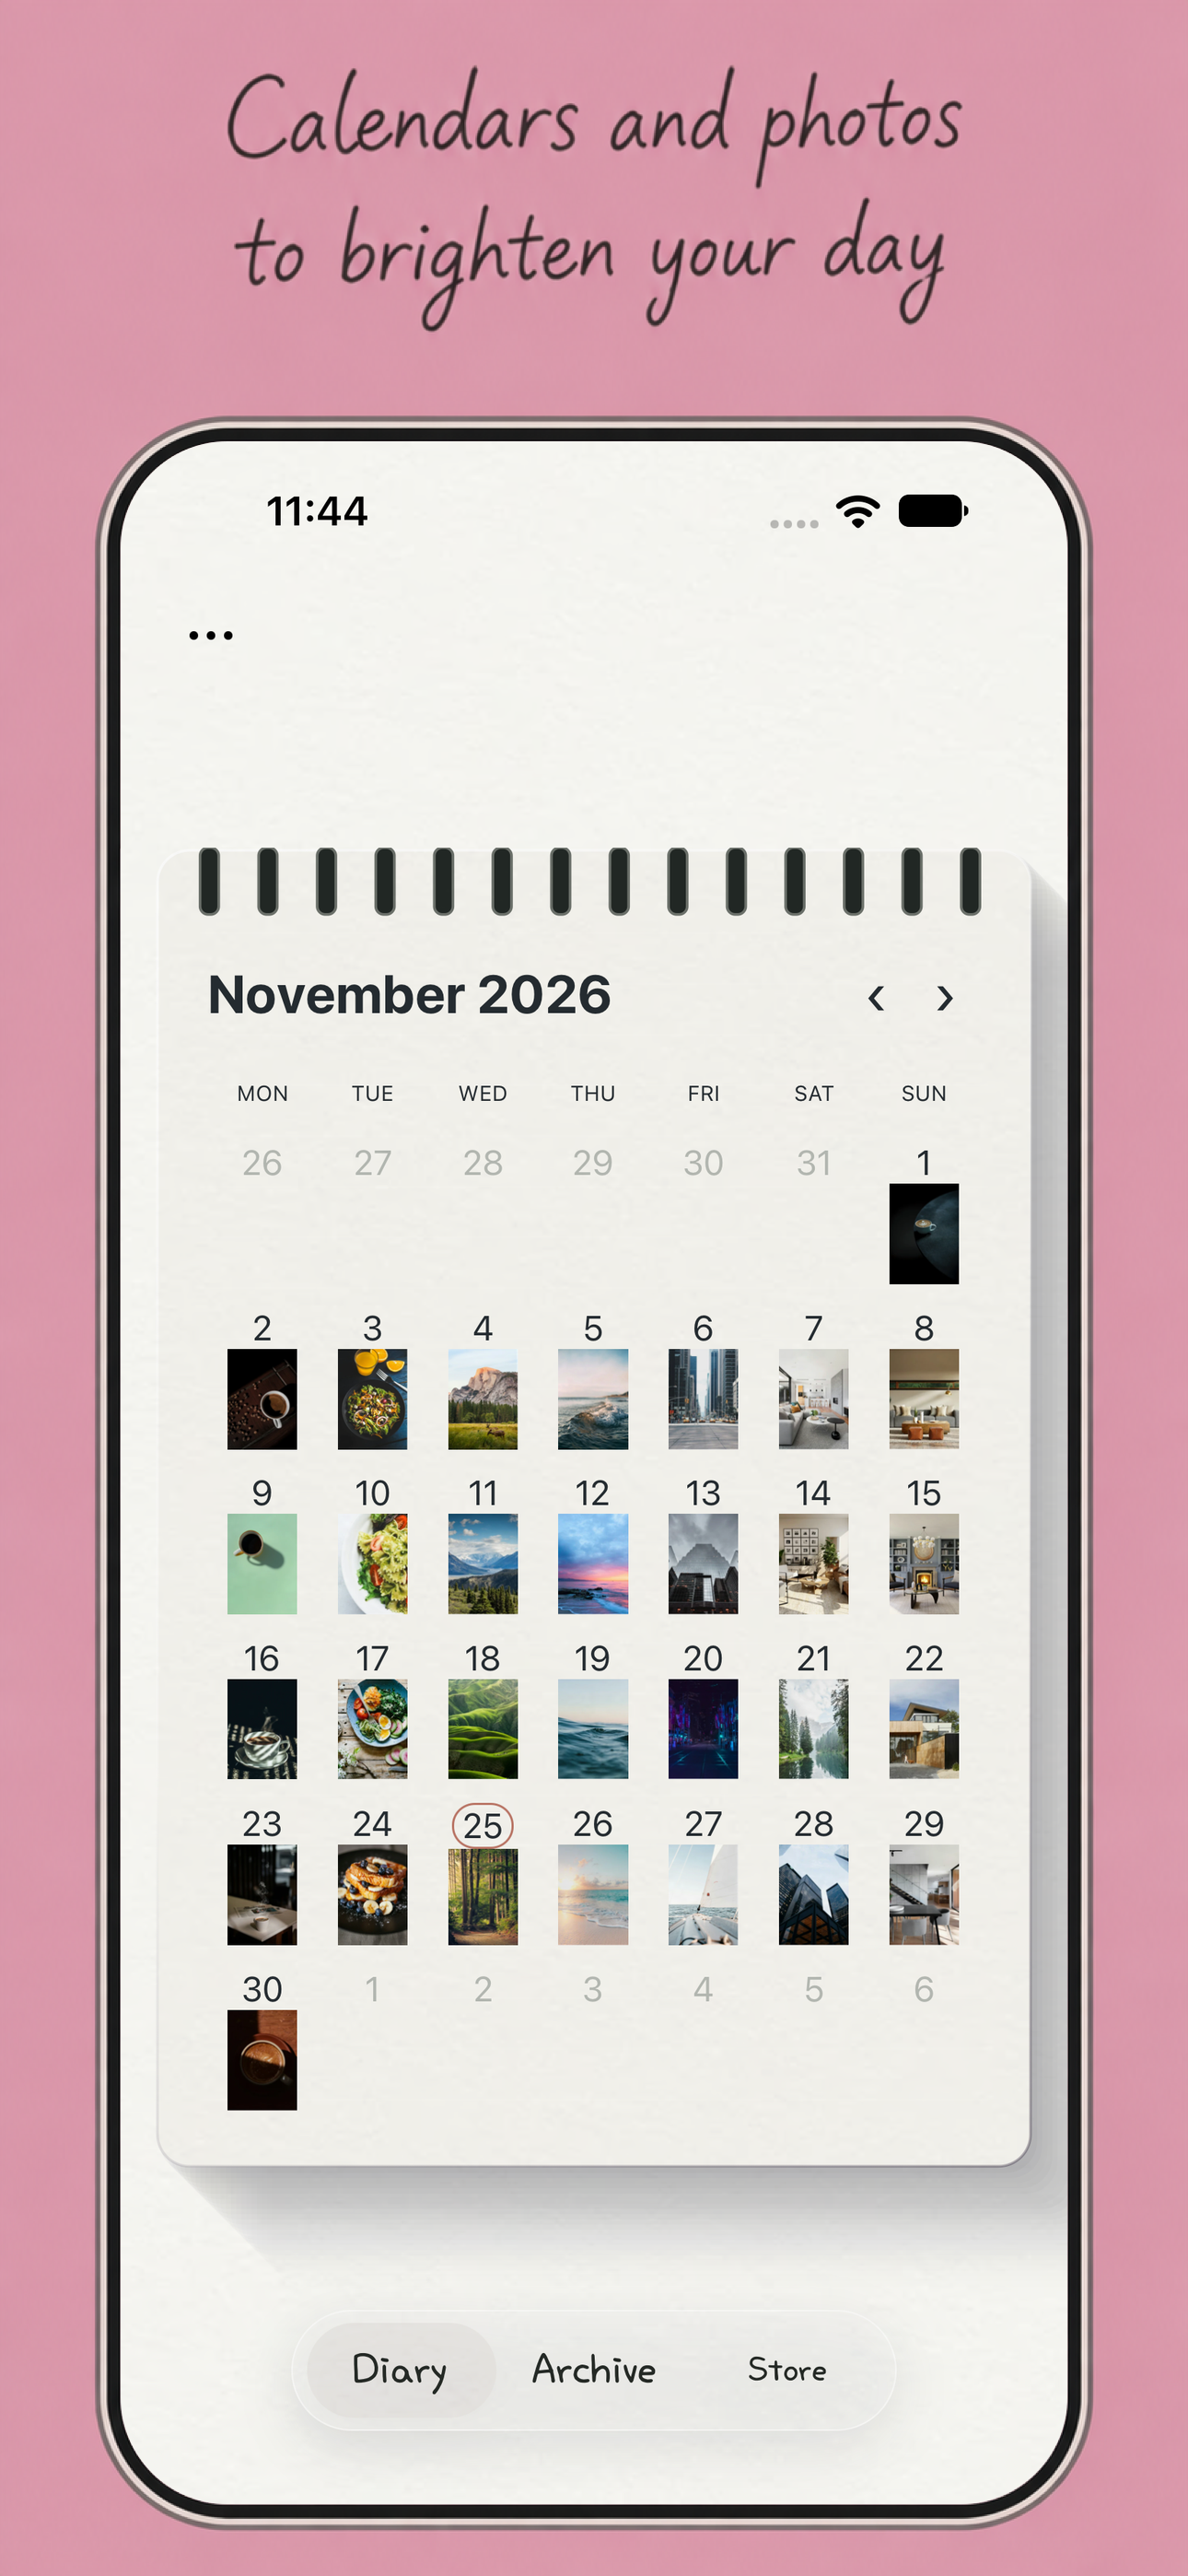 Calendars and photos
to brighten your day
11:44
November 2026
MON TUE WED THU FRI SAT SUN
26 27 28 29 30 31 1
2 3 4 5 6 7 8
9 10 11 12 13 14 15
16 17 18 19 20 21 22
23 24 25 26 27 28 29
30 1 2 3 4 5 6
Diary Archive Store